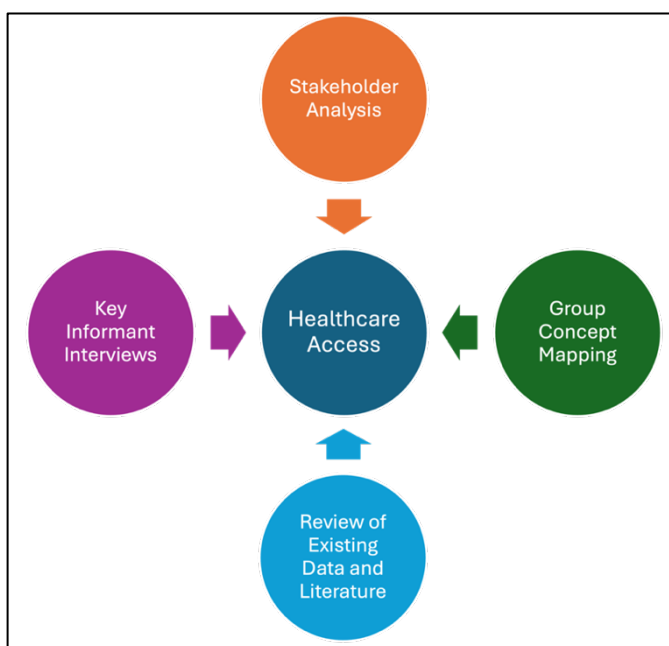 Stakeholder
Analysis
Key
Informant
Interviews
Healthcare
Access
Group
Concept
Mapping
Review of
Existing
Data and
Literature